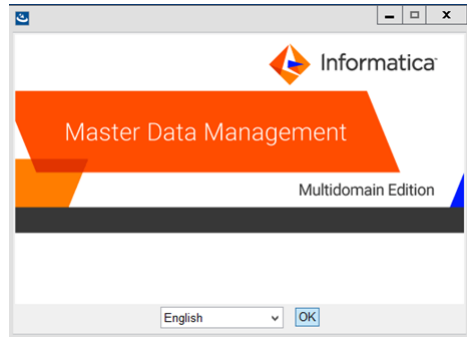 Informatica
Master Data Management
Multidomain Edition
English
OK